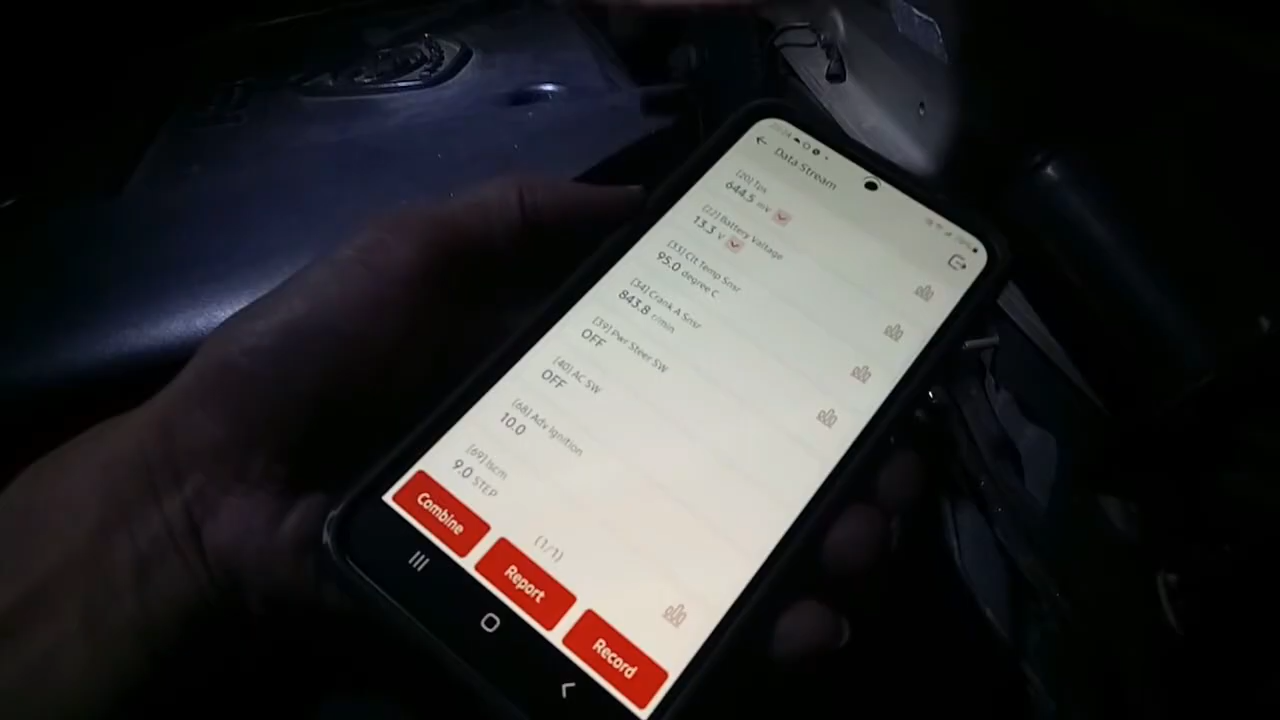 Data Stream
[20] Tps
644.5 mv
[22] Battery Valtage
13.3 V
[33] Clt Temp Snsr
95.0 degree C
[34] Crank A Snsr
843.8 r/min
[39] Pwr Steer SW
OFF
[40] AC SW
OFF
[68] Adv Ignition
10.0
[69] Iscm
9.0 STEP
(1/1)
Combine
Report
Record